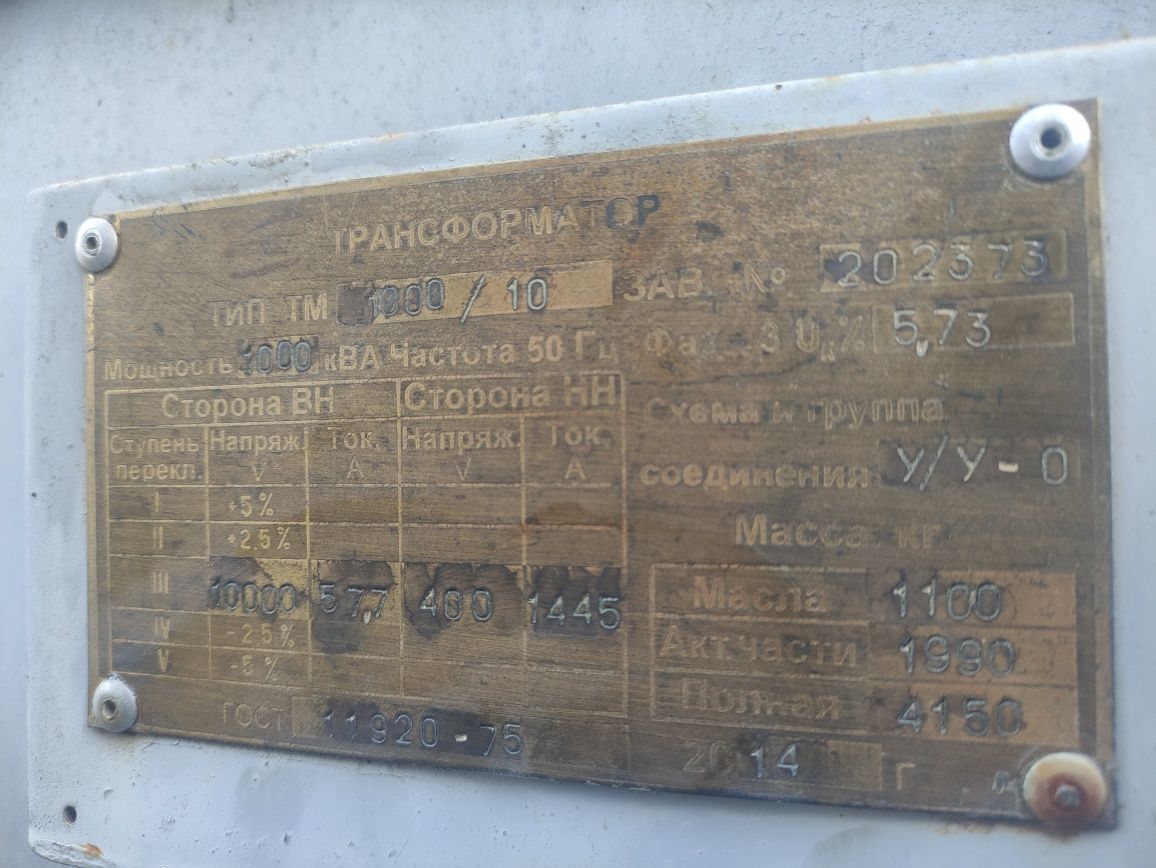 ТРАНСФОРМАТОР
ТИП ТМ 1000/10 ЗАВ. № 202373
Мощность 1000 кВА Частота 50 Гц Фаз - 3 Uк% 5,73
Сторона ВН Сторона НН
Ступень перекл. Напряж. V Ток. А Напряж. V Ток. А
I +5%
II +2,5%
III 10000 57,7 400 1445
IV -2,5%
V -5%
Схема и группа
соединения У/У-0
Масса кг
Масла 1100
Акт.части 1990
Полная 4150
ГОСТ 11920-75 2014 г